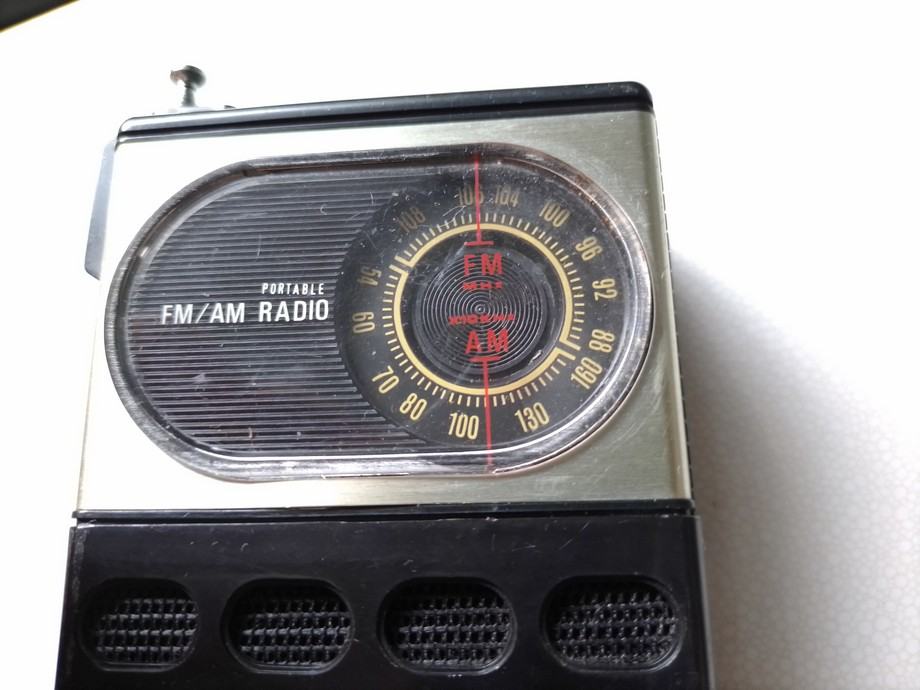 PORTABLE
FM/AM RADIO
108 106 104 100 96 92 88
FM
MHz
X10KHz
AM
54 60 70 80 100 130 160